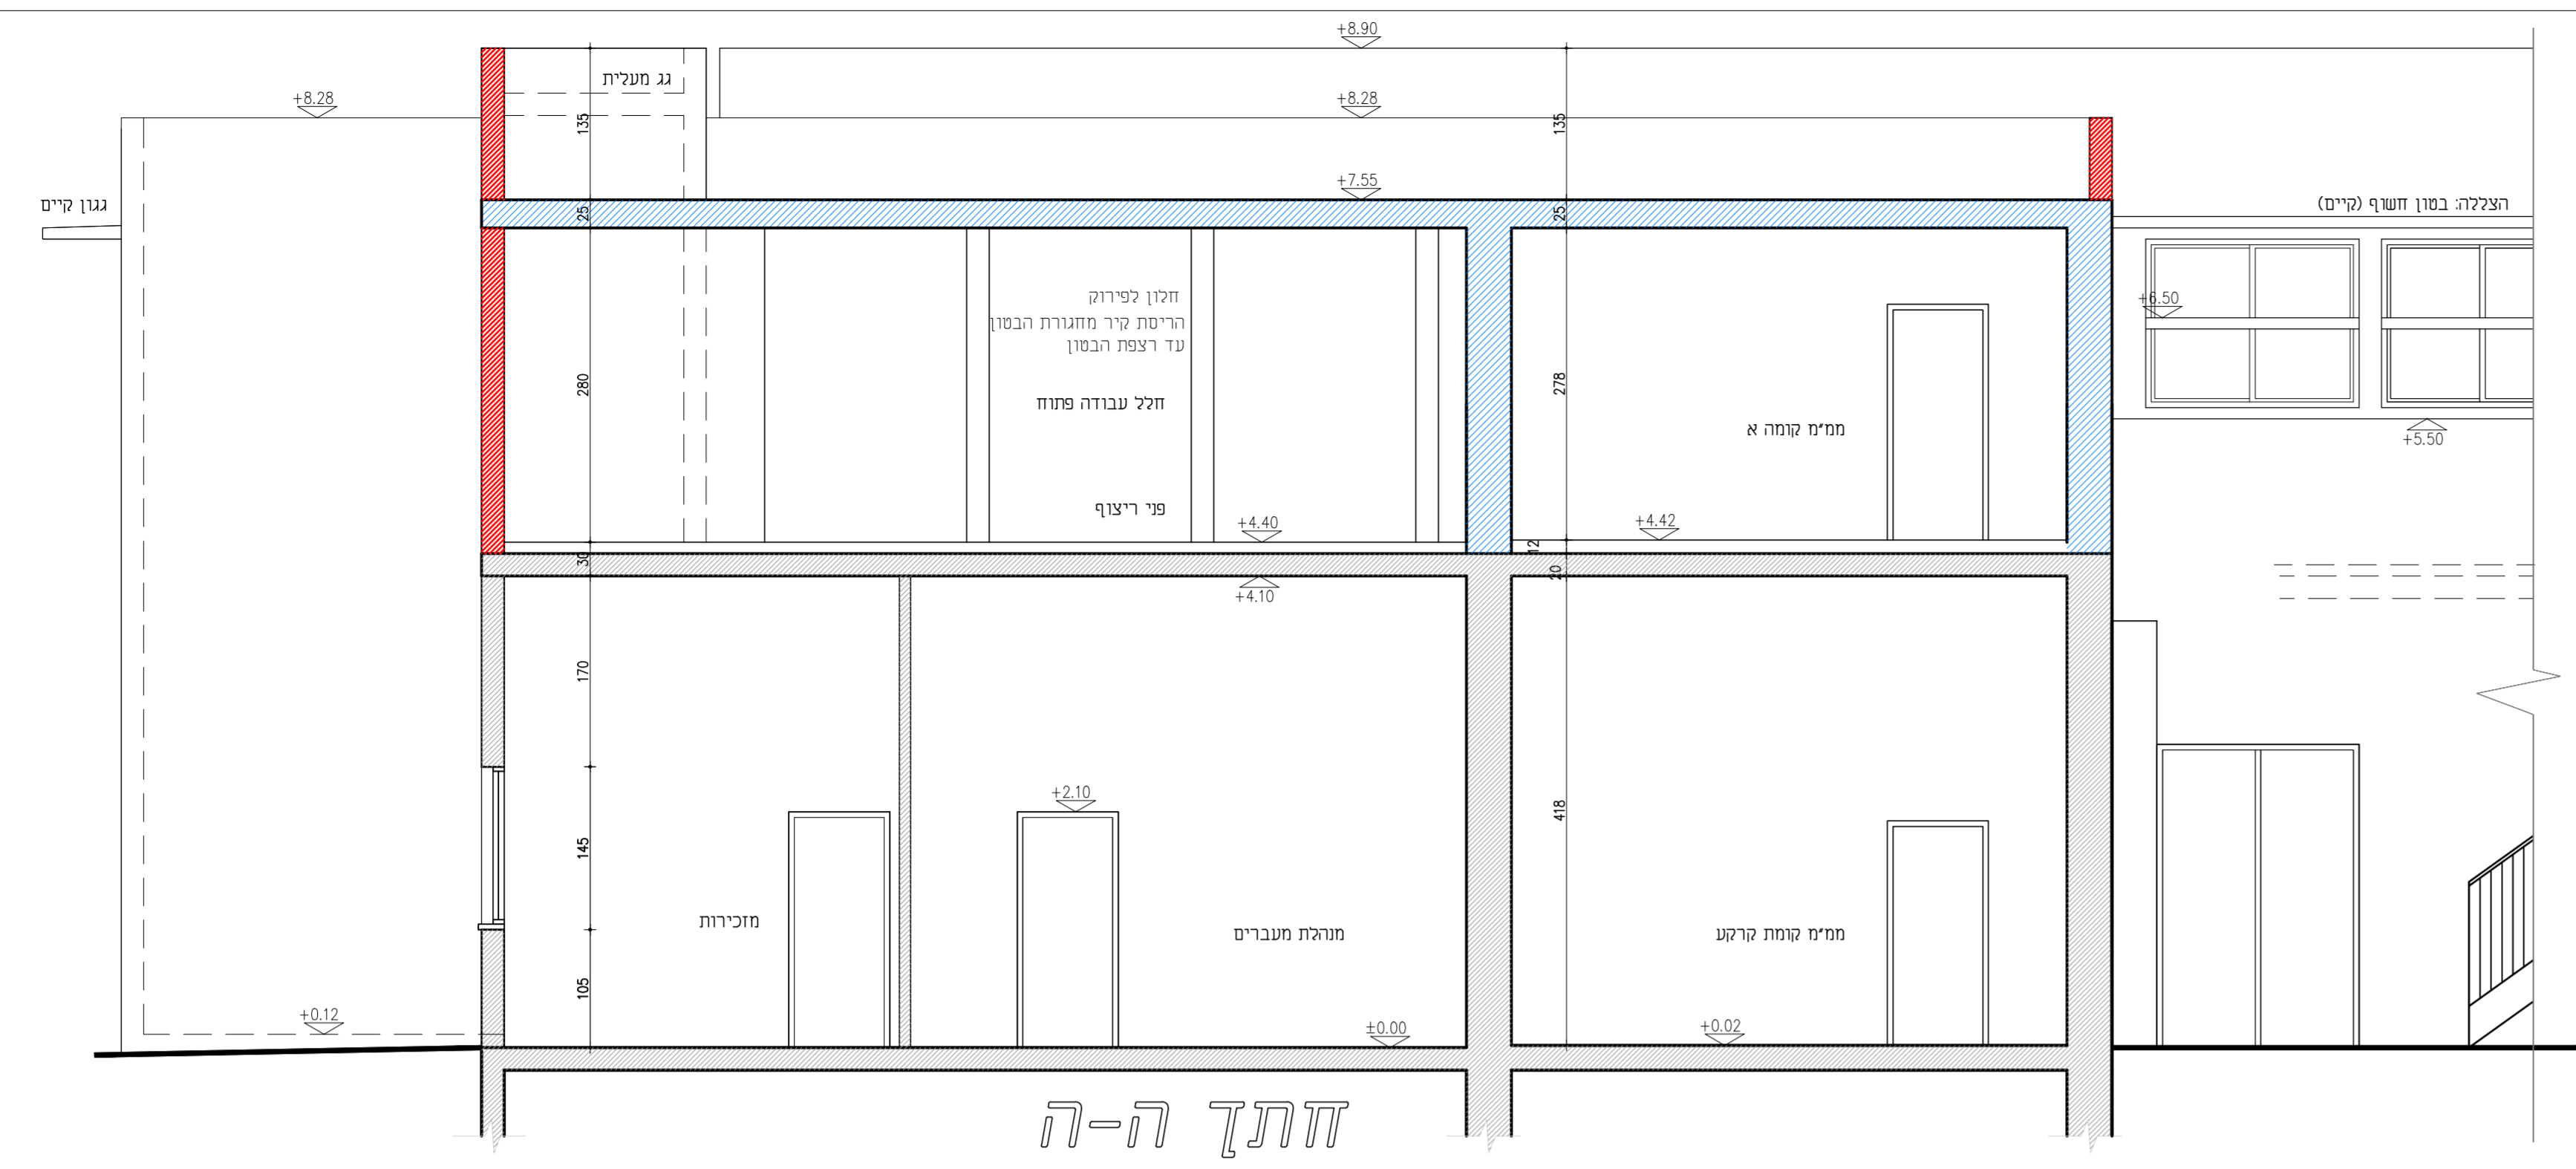 +8.90
גג מעלית
+8.28
+8.28
135
135
+7.55
גגון קיים
הצללה: בטון חשוף (קיים)
25
25
חלון לפירוק
הריסת קיר מחגורת הבטון
עד רצפת הבטון
+6.50
280
278
חלל עבודה פתוח
ממ״מ קומה א
+5.50
פני ריצוף
+4.40
+4.42
30
12
20
+4.10
170
+2.10
418
145
מזכירות
מנהלת מעברים
ממ״מ קומת קרקע
105
+0.12
±0.00
+0.02
חתך ה-ה